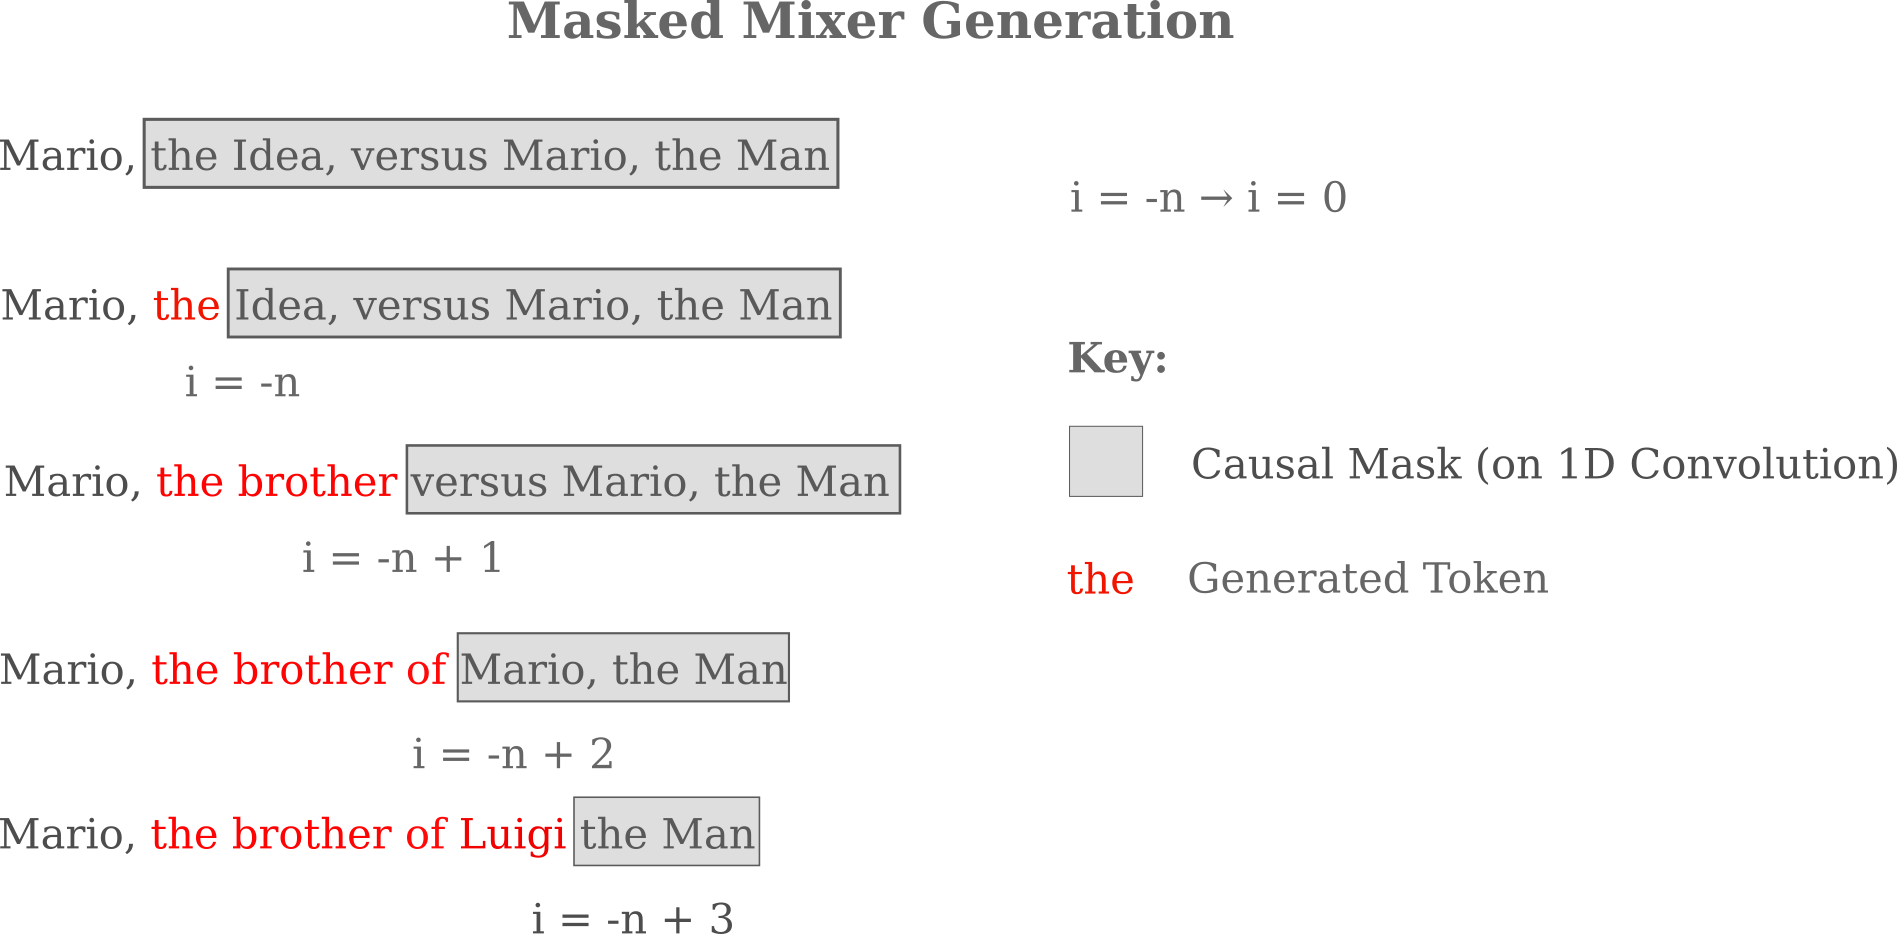 Masked Mixer Generation
Mario, the Idea, versus Mario, the Man
i = -n → i = 0
Mario, the Idea, versus Mario, the Man
i = -n
Key:
Mario, the brother versus Mario, the Man
Causal Mask (on 1D Convolution)
i = -n + 1
the Generated Token
Mario, the brother of Mario, the Man
i = -n + 2
Mario, the brother of Luigi the Man
i = -n + 3